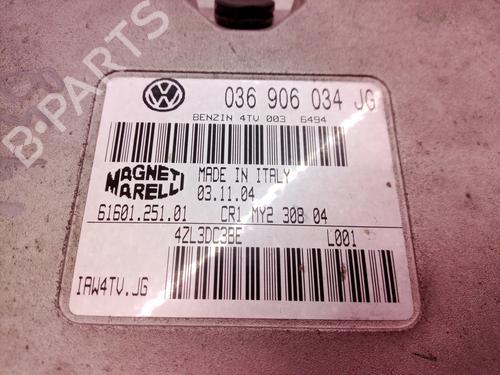 036 906 034 JG
BENZIN 4TV 003 6494
MAGNETI MARELLI
MADE IN ITALY
03.11.04
61601.251.01 CR1 MY2 308 04
4ZL3DC3BE L001
IAW4TV.JG
B-PARTS